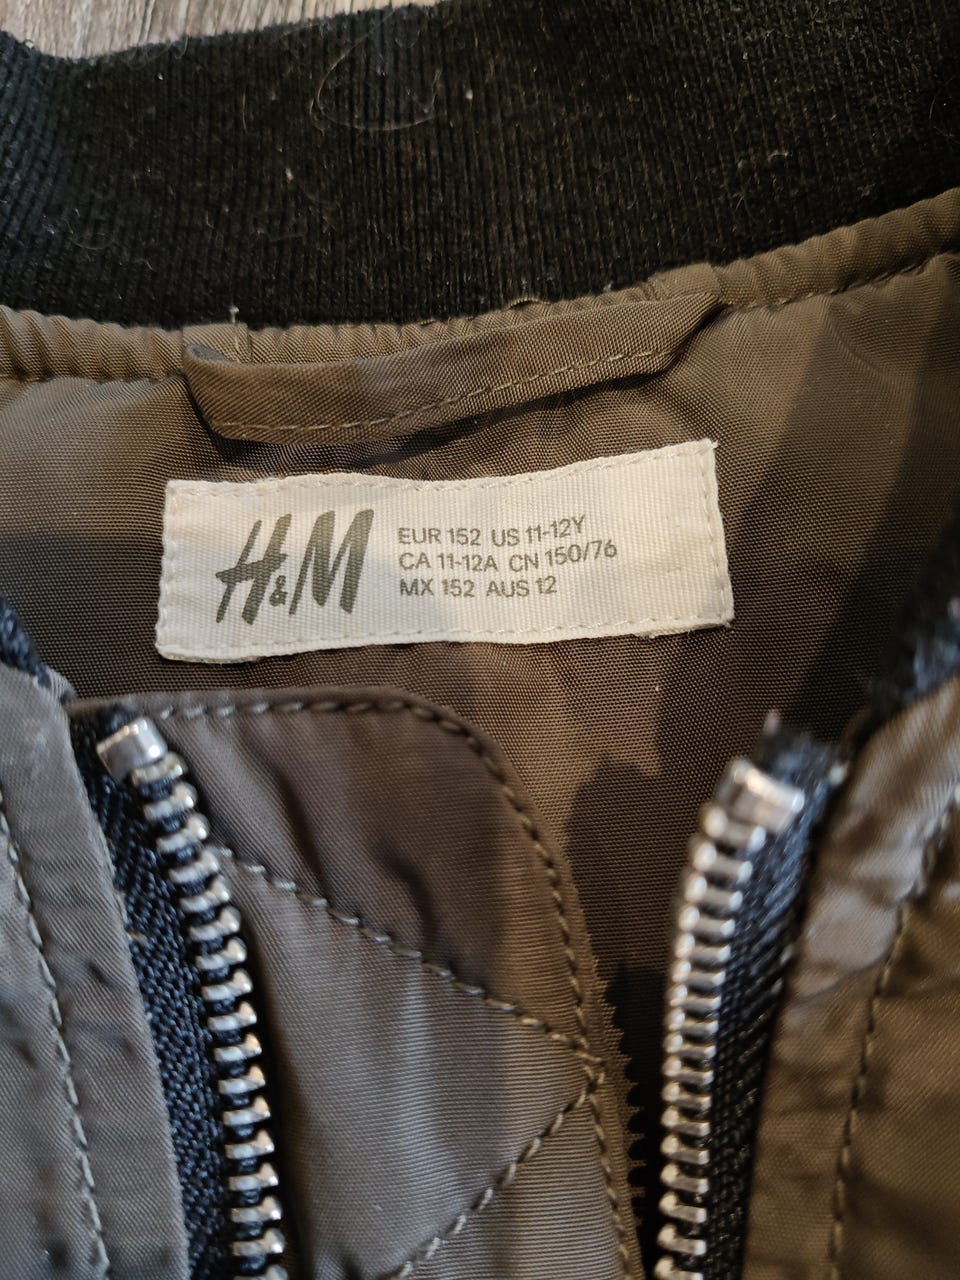 H&M
EUR 152 US 11-12Y
CA 11-12A CN 150/76
MX 152 AUS 12